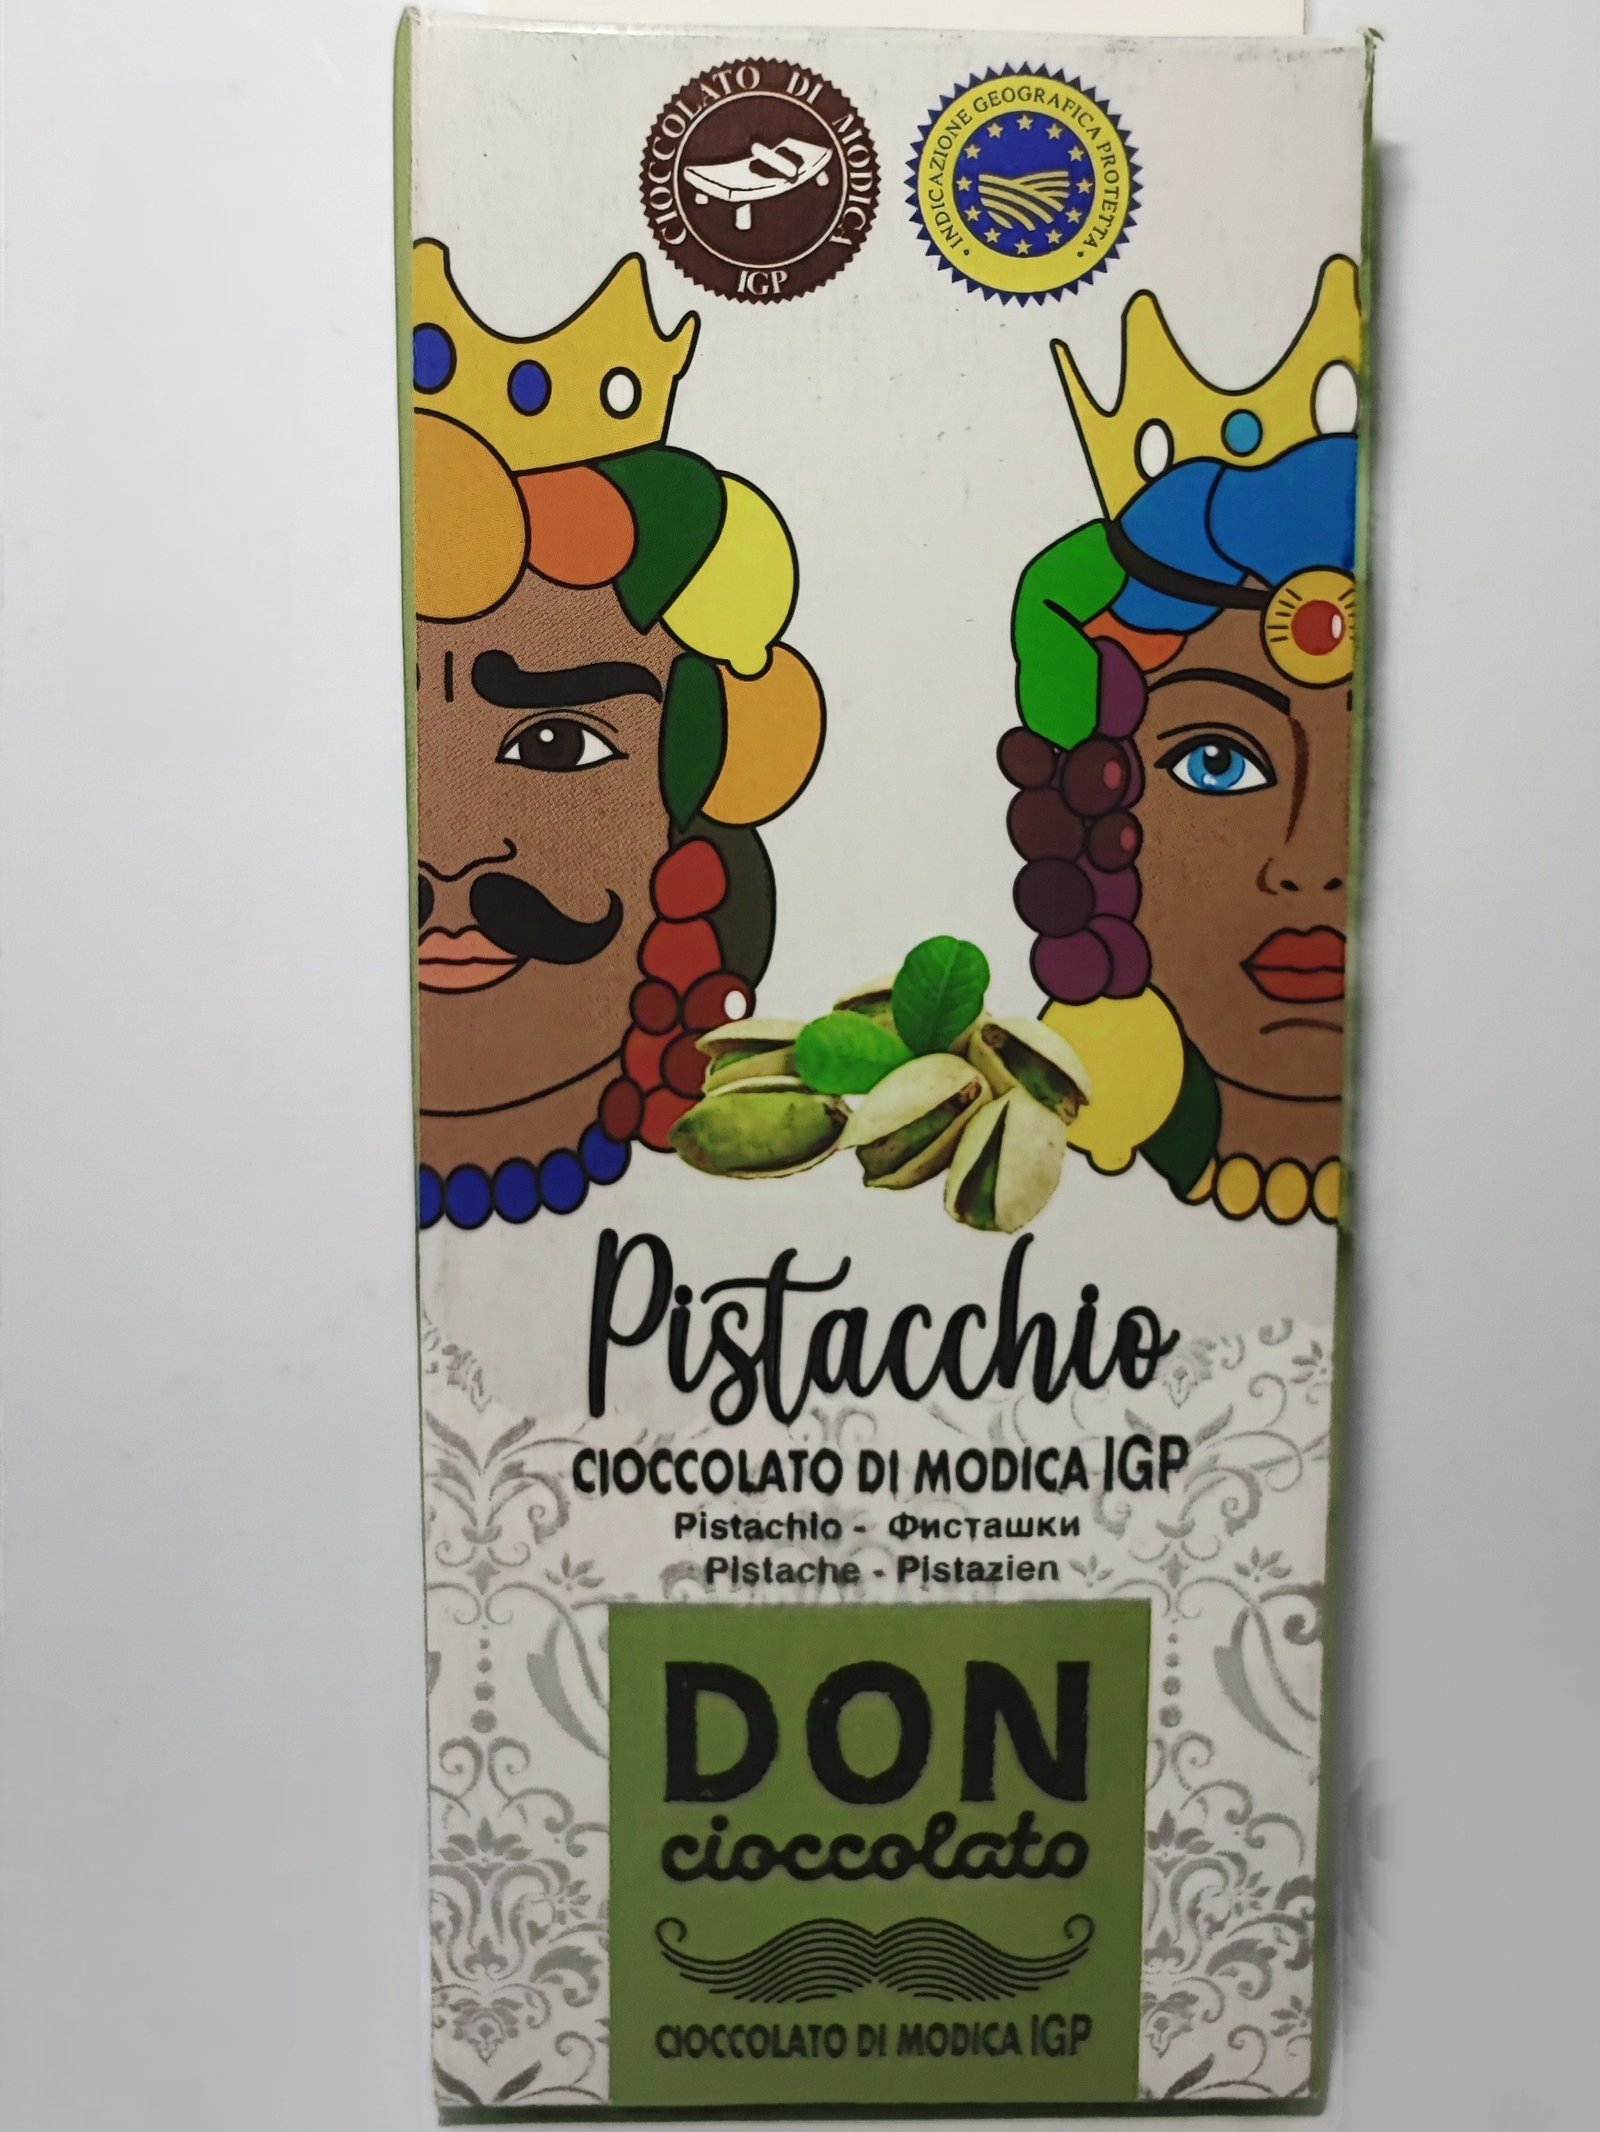 CIOCCOLATO DI MODICA
IGP
INDICAZIONE GEOGRAFICA PROTETTA
Pistacchio
CIOCCOLATO DI MODICA IGP
Pistachio - Фисташки
Pistache - Pistazien
DON
cioccolato
CIOCCOLATO DI MODICA IGP